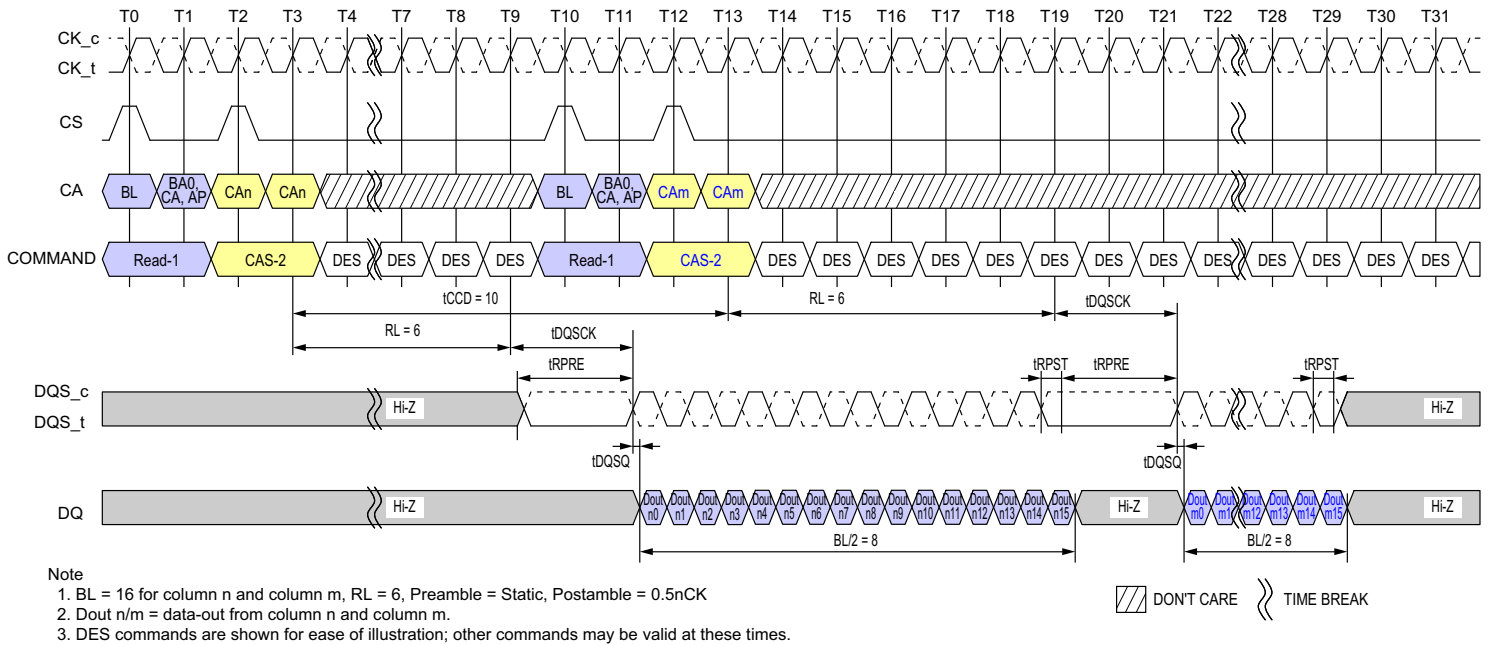 T0 T1 T2 T3 T4 T7 T8 T9 T10 T11 T12 T13 T14 T15 T16 T17 T18 T19 T20 T21 T22 T28 T29 T30 T31
CK_c
CK_t
CS
CA
BL
BA0,
CA, AP
CAn
CAn
BL
BA0,
CA, AP
CAm
CAm
COMMAND
Read-1 CAS-2 DES DES DES DES Read-1 CAS-2 DES DES DES DES DES DES DES DES DES DES DES DES DES
tCCD = 10
RL = 6
tDQSCK
RL = 6
tDQSCK
tRPRE
tRPST
tRPRE
tRPST
DQS_c
DQS_t
Hi-Z
Hi-Z
tDQSQ
tDQSQ
DQ
Hi-Z
Dout
n0
Dout
n1
Dout
n2
Dout
n3
Dout
n4
Dout
n5
Dout
n6
Dout
n7
Dout
n8
Dout
n9
Dout
n10
Dout
n11
Dout
n12
Dout
n13
Dout
n14
Dout
n15
Hi-Z
Dout
m0
Dout
m1
Dout
m12
Dout
m13
Dout
m14
Dout
m15
Hi-Z
BL/2 = 8
BL/2 = 8
Note
1. BL = 16 for column n and column m, RL = 6, Preamble = Static, Postamble = 0.5nCK
2. Dout n/m = data-out from column n and column m.
3. DES commands are shown for ease of illustration; other commands may be valid at these times.
DON'T CARE
TIME BREAK